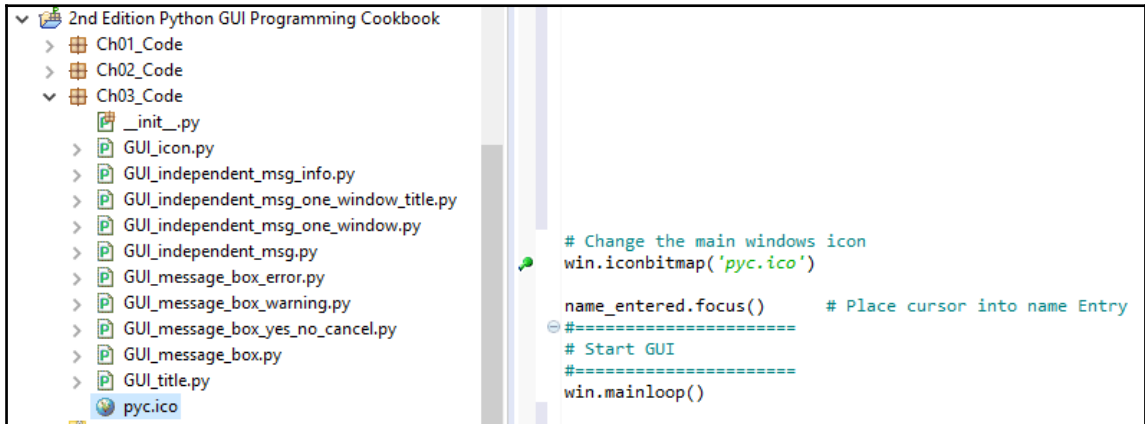 2nd Edition Python GUI Programming Cookbook
Ch01_Code
Ch02_Code
Ch03_Code
__init__.py
GUI_icon.py
GUI_independent_msg_info.py
GUI_independent_msg_one_window_title.py
GUI_independent_msg_one_window.py
GUI_independent_msg.py
GUI_message_box_error.py
GUI_message_box_warning.py
GUI_message_box_yes_no_cancel.py
GUI_message_box.py
GUI_title.py
pyc.ico
# Change the main windows icon
win.iconbitmap('pyc.ico')
name_entered.focus()      # Place cursor into name Entry
#======================
# Start GUI
#======================
win.mainloop()